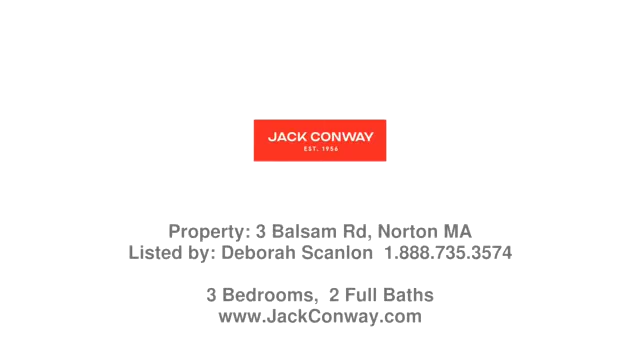 JACK CONWAY
EST. 1956
Property: 3 Balsam Rd, Norton MA
Listed by: Deborah Scanlon  1.888.735.3574
3 Bedrooms,  2 Full Baths
www.JackConway.com